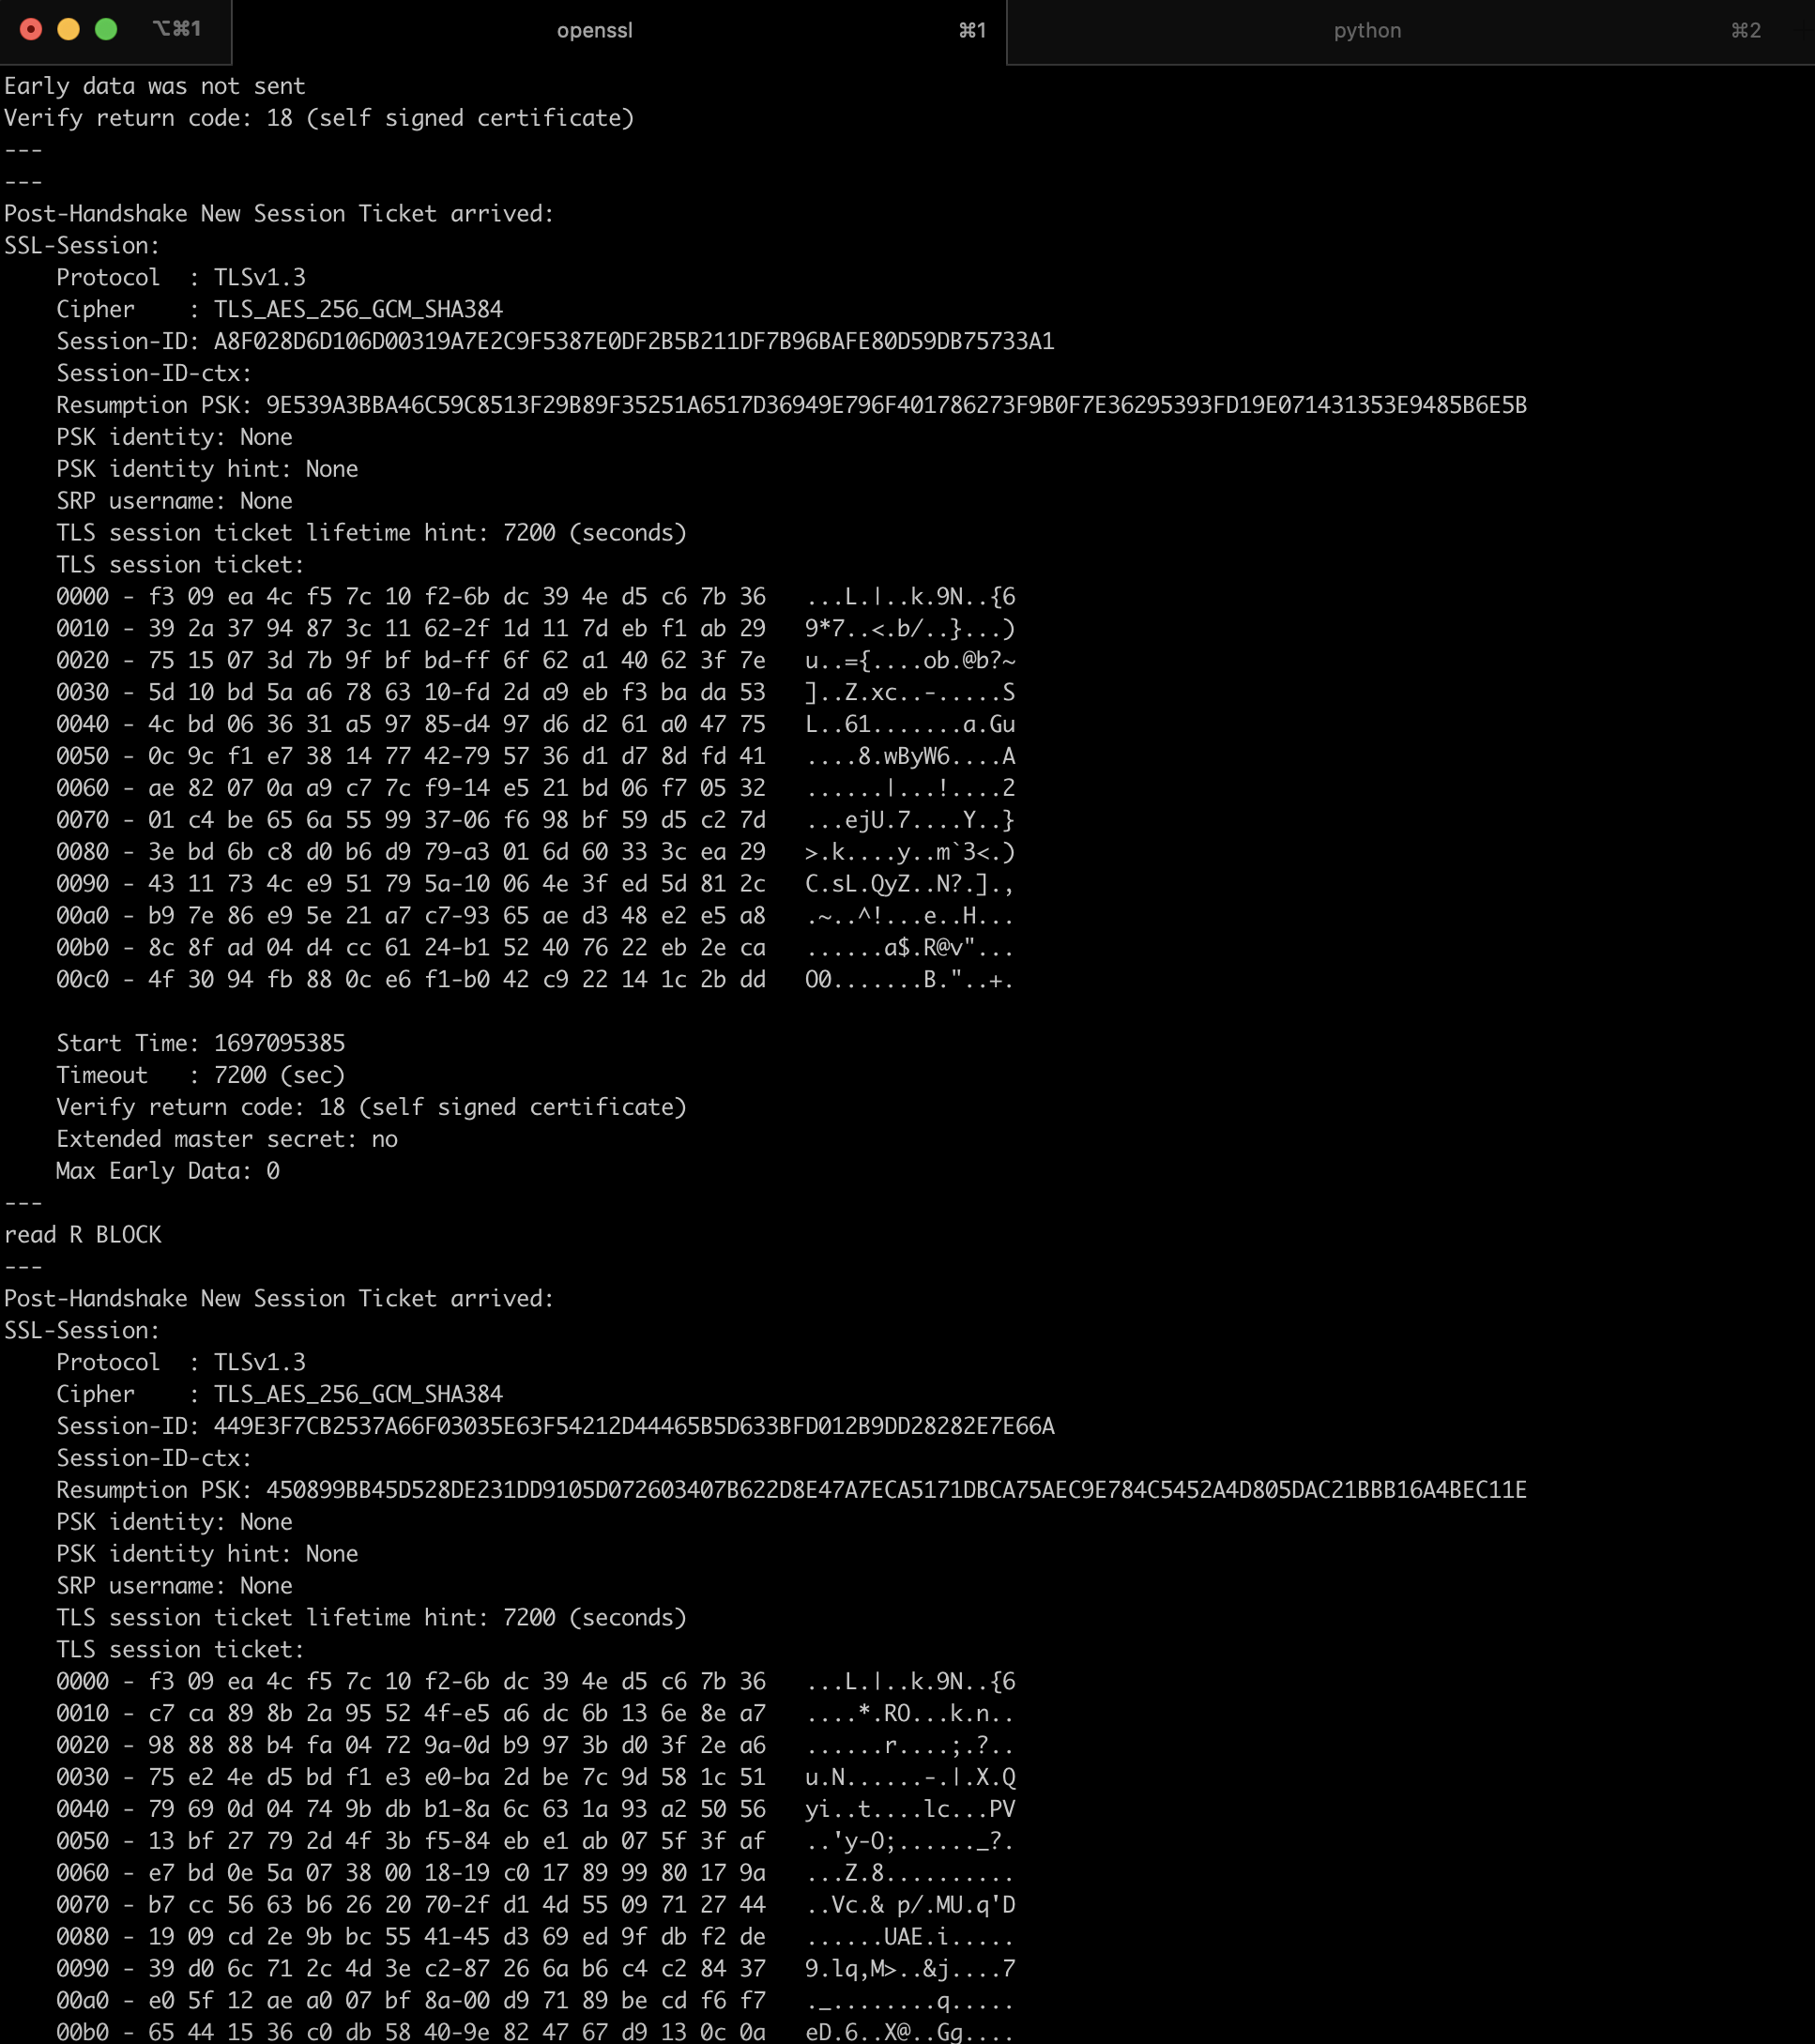 ⌥⌘1 openssl ⌘1 python ⌘2
Early data was not sent
Verify return code: 18 (self signed certificate)
---
---
Post-Handshake New Session Ticket arrived:
SSL-Session:
    Protocol  : TLSv1.3
    Cipher    : TLS_AES_256_GCM_SHA384
    Session-ID: A8F028D6D106D00319A7E2C9F5387E0DF2B5B211DF7B96BAFE80D59DB75733A1
    Session-ID-ctx:
    Resumption PSK: 9E539A3BBA46C59C8513F29B89F35251A6517D36949E796F401786273F9B0F7E36295393FD19E071431353E9485B6E5B
    PSK identity: None
    PSK identity hint: None
    SRP username: None
    TLS session ticket lifetime hint: 7200 (seconds)
    TLS session ticket:
    0000 - f3 09 ea 4c f5 7c 10 f2-6b dc 39 4e d5 c6 7b 36   ...L.|..k.9N..{6
    0010 - 39 2a 37 94 87 3c 11 62-2f 1d 11 7d eb f1 ab 29   9*7..<.b/..}...)
    0020 - 75 15 07 3d 7b 9f bf bd-ff 6f 62 a1 40 62 3f 7e   u..={....ob.@b?~
    0030 - 5d 10 bd 5a a6 78 63 10-fd 2d a9 eb f3 ba da 53   ]..Z.xc..-.....S
    0040 - 4c bd 06 36 31 a5 97 85-d4 97 d6 d2 61 a0 47 75   L..61.......a.Gu
    0050 - 0c 9c f1 e7 38 14 77 42-79 57 36 d1 d7 8d fd 41   ....8.wByW6....A
    0060 - ae 82 07 0a a9 c7 7c f9-14 e5 21 bd 06 f7 05 32   ......|...!....2
    0070 - 01 c4 be 65 6a 55 99 37-06 f6 98 bf 59 d5 c2 7d   ...ejU.7....Y..}
    0080 - 3e bd 6b c8 d0 b6 d9 79-a3 01 6d 60 33 3c ea 29   >.k....y..m`3<.)
    0090 - 43 11 73 4c e9 51 79 5a-10 06 4e 3f ed 5d 81 2c   C.sL.QyZ..N?.].,
    00a0 - b9 7e 86 e9 5e 21 a7 c7-93 65 ae d3 48 e2 e5 a8   .~..^!...e..H...
    00b0 - 8c 8f ad 04 d4 cc 61 24-b1 52 40 76 22 eb 2e ca   ......a$.R@v"...
    00c0 - 4f 30 94 fb 88 0c e6 f1-b0 42 c9 22 14 1c 2b dd   O0.......B."..+.
    Start Time: 1697095385
    Timeout   : 7200 (sec)
    Verify return code: 18 (self signed certificate)
    Extended master secret: no
    Max Early Data: 0
---
read R BLOCK
---
Post-Handshake New Session Ticket arrived:
SSL-Session:
    Protocol  : TLSv1.3
    Cipher    : TLS_AES_256_GCM_SHA384
    Session-ID: 449E3F7CB2537A66F03035E63F54212D44465B5D633BFD012B9DD28282E7E66A
    Session-ID-ctx:
    Resumption PSK: 450899BB45D528DE231DD9105D072603407B622D8E47A7ECA5171DBCA75AEC9E784C5452A4D805DAC21BBB16A4BEC11E
    PSK identity: None
    PSK identity hint: None
    SRP username: None
    TLS session ticket lifetime hint: 7200 (seconds)
    TLS session ticket:
    0000 - f3 09 ea 4c f5 7c 10 f2-6b dc 39 4e d5 c6 7b 36   ...L.|..k.9N..{6
    0010 - c7 ca 89 8b 2a 95 52 4f-e5 a6 dc 6b 13 6e 8e a7   ....*.RO...k.n..
    0020 - 98 88 88 b4 fa 04 72 9a-0d b9 97 3b d0 3f 2e a6   ......r....;.?..
    0030 - 75 e2 4e d5 bd f1 e3 e0-ba 2d be 7c 9d 58 1c 51   u.N......-.|.X.Q
    0040 - 79 69 0d 04 74 9b db b1-8a 6c 63 1a 93 a2 50 56   yi..t....lc...PV
    0050 - 13 bf 27 79 2d 4f 3b f5-84 eb e1 ab 07 5f 3f af   ..'y-O;......_?.
    0060 - e7 bd 0e 5a 07 38 00 18-19 c0 17 89 99 80 17 9a   ...Z.8..........
    0070 - b7 cc 56 63 b6 26 20 70-2f d1 4d 55 09 71 27 44   ..Vc.& p/.MU.q'D
    0080 - 19 09 cd 2e 9b bc 55 41-45 d3 69 ed 9f db f2 de   ......UAE.i.....
    0090 - 39 d0 6c 71 2c 4d 3e c2-87 26 6a b6 c4 c2 84 37   9.lq,M>..&j....7
    00a0 - e0 5f 12 ae a0 07 bf 8a-00 d9 71 89 be cd f6 f7   ._........q.....
    00b0 - 65 44 15 36 c0 db 58 40-9e 82 47 67 d9 13 0c 0a   eD.6..X@..Gg....